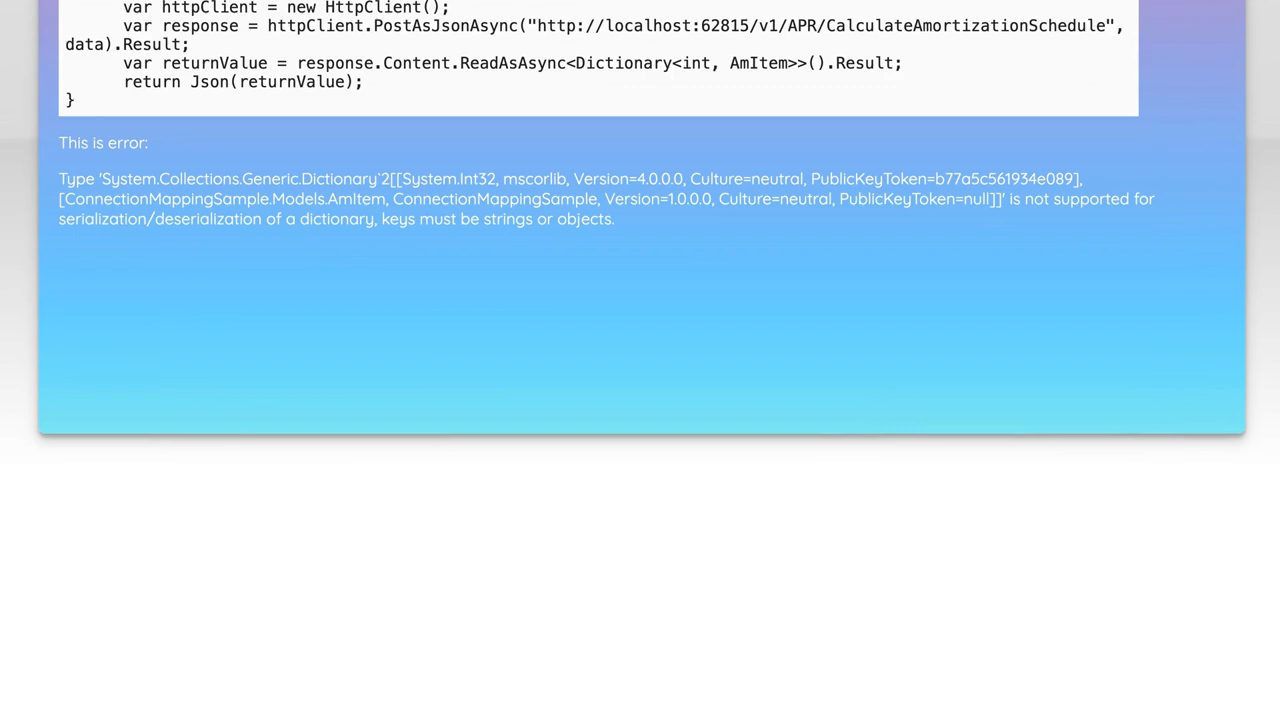 var httpClient = new HttpClient();
var response = httpClient.PostAsJsonAsync("http://localhost:62815/v1/APR/CalculateAmortizationSchedule",
data).Result;
var returnValue = response.Content.ReadAsAsync<Dictionary<int, AmItem>>().Result;
return Json(returnValue);
}
This is error:
Type 'System.Collections.Generic.Dictionary`2[[System.Int32, mscorlib, Version=4.0.0.0, Culture=neutral, PublicKeyToken=b77a5c561934e089],
[ConnectionMappingSample.Models.AmItem, ConnectionMappingSample, Version=1.0.0.0, Culture=neutral, PublicKeyToken=null]]' is not supported for
serialization/deserialization of a dictionary, keys must be strings or objects.